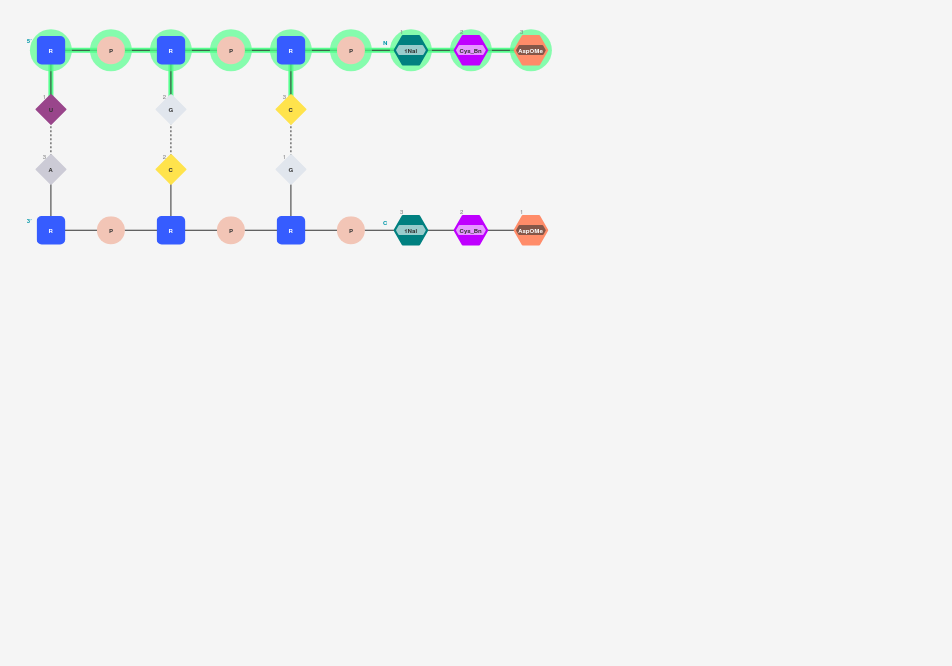 1 2 3
5' R P R P R P N tNal Cys_Bn AspOMe
1 2 3
U G C
3 2 1
A C G
3 2 1
3' R P R P R P C tNal Cys_Bn AspOMe